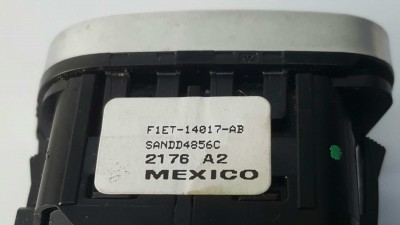 F1ET-14017-AB
SANDD4856C
2176 A2
MEXICO